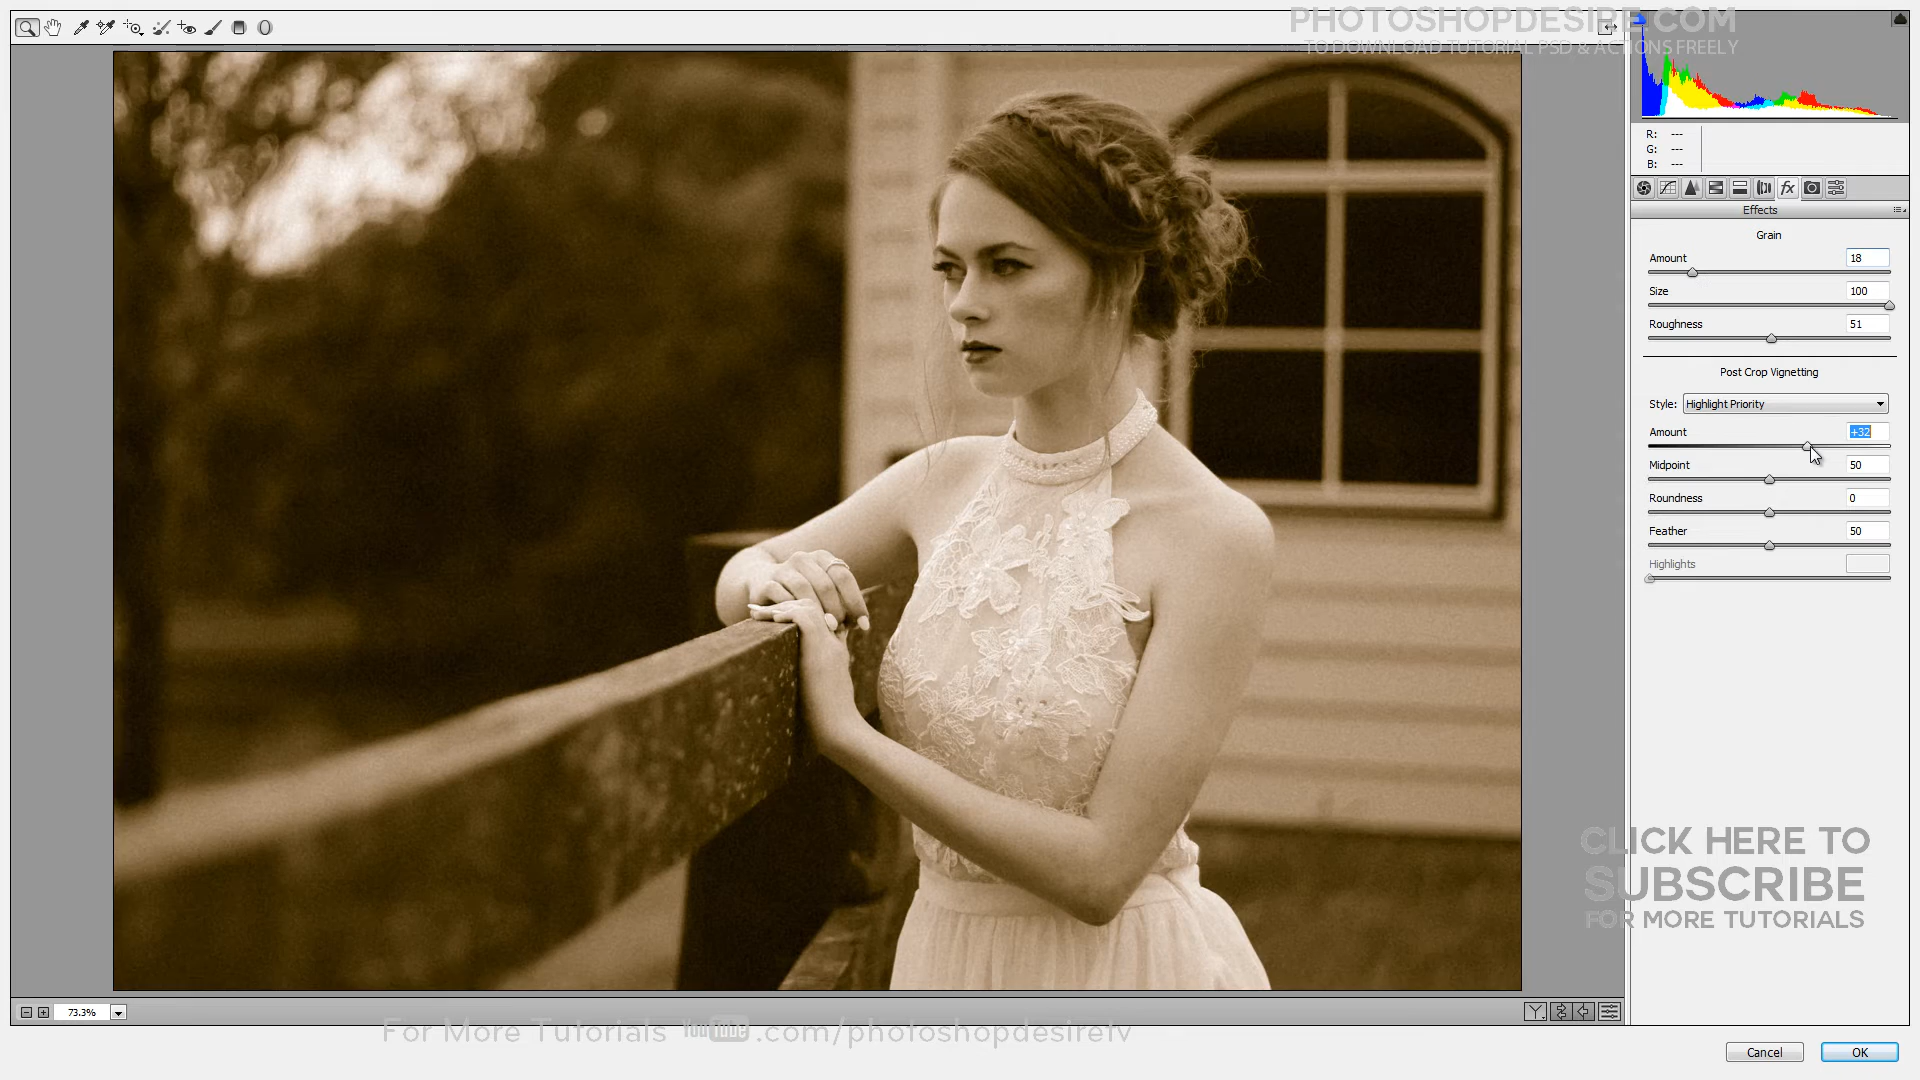 PHOTOSHOPDESIRE.COM
TO DOWNLOAD TUTORIAL PSD & ACTIONS FREELY
R: ---
G: ---
B: ---
fx
Effects
Grain
Amount 18
Size 100
Roughness 51
Post Crop Vignetting
Style: Highlight Priority
Amount +32
Midpoint 50
Roundness 0
Feather 50
Highlights
CLICK HERE TO
SUBSCRIBE
FOR MORE TUTORIALS
73.3%
Y
For More Tutorials YouTube.com/photoshopdesiretv
Cancel OK